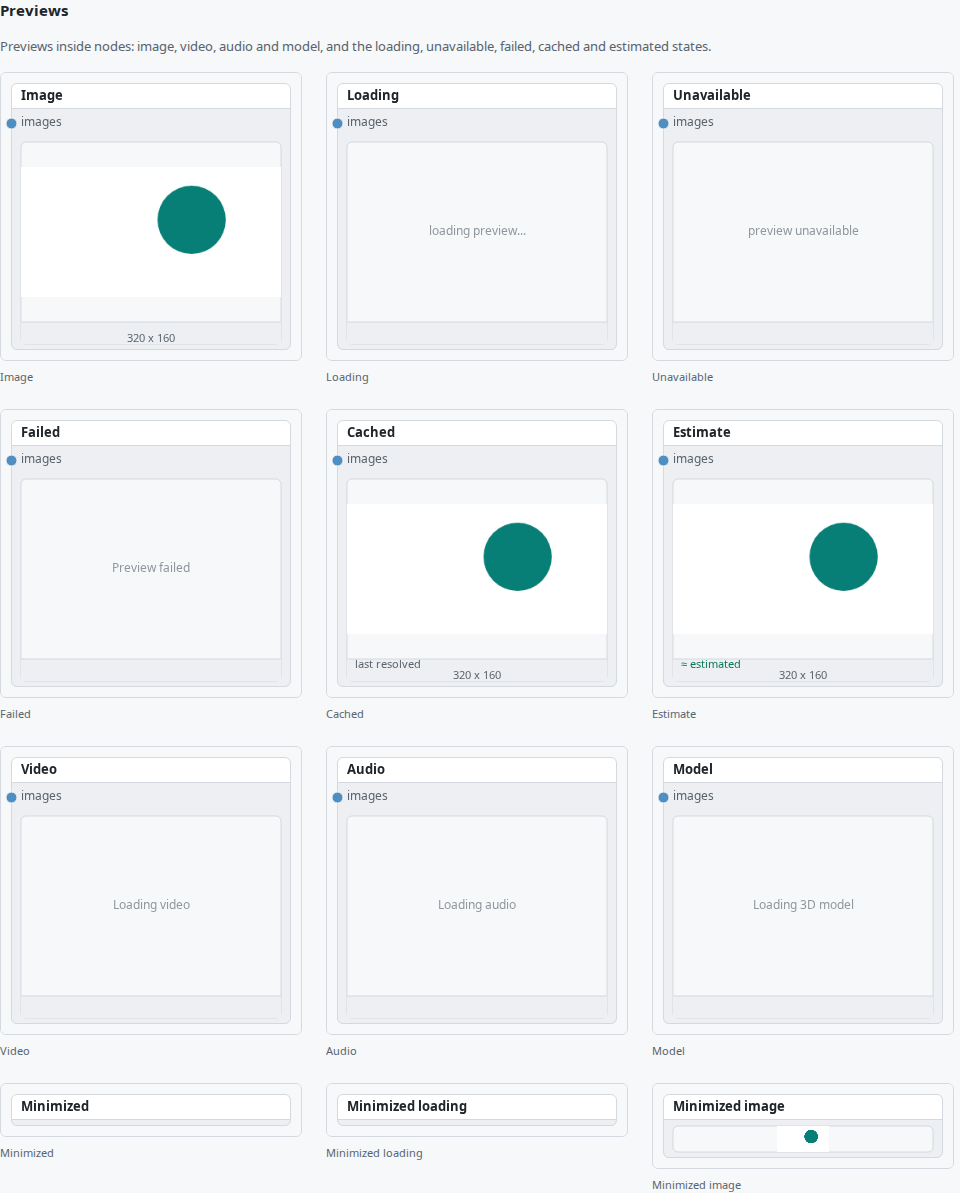 Previews
Previews inside nodes: image, video, audio and model, and the loading, unavailable, failed, cached and estimated states.
Image
images
320 x 160
Image
Loading
images
loading preview...
Loading
Unavailable
images
preview unavailable
Unavailable
Failed
images
Preview failed
Failed
Cached
images
last resolved
320 x 160
Cached
Estimate
images
≈ estimated
320 x 160
Estimate
Video
images
Loading video
Video
Audio
images
Loading audio
Audio
Model
images
Loading 3D model
Model
Minimized
Minimized
Minimized loading
Minimized loading
Minimized image
Minimized image